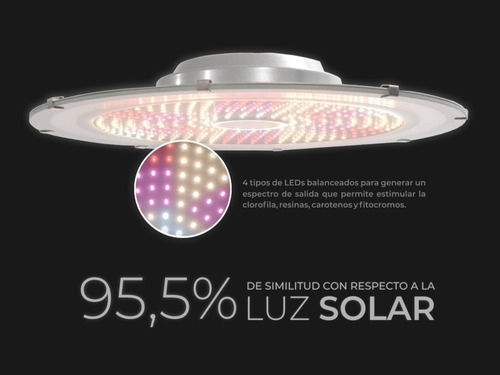 4 tipos de LEDs balanceados para generar un
espectro de salida que permite estimular la
clorofila, resinas, carotenos y fitocromos.
95,5% DE SIMILITUD CON RESPECTO A LA
LUZ SOLAR